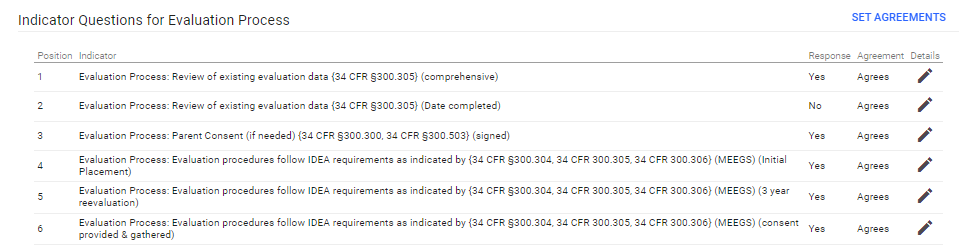 Indicator Questions for Evaluation Process
SET AGREEMENTS
Position Indicator Response Agreement Details
1 Evaluation Process: Review of existing evaluation data {34 CFR §300.305} (comprehensive) Yes Agrees
2 Evaluation Process: Review of existing evaluation data {34 CFR §300.305} (Date completed) No Agrees
3 Evaluation Process: Parent Consent (if needed) {34 CFR §300.300, 34 CFR §300.503} (signed) Yes Agrees
4 Evaluation Process: Evaluation procedures follow IDEA requirements as indicated by {34 CFR §300.304, 34 CFR 300.305, 34 CFR 300.306} (MEEGS) (Initial
Placement) Yes Agrees
5 Evaluation Process: Evaluation procedures follow IDEA requirements as indicated by {34 CFR §300.304, 34 CFR 300.305, 34 CFR 300.306} (MEEGS) (3 year
reevaluation) Yes Agrees
6 Evaluation Process: Evaluation procedures follow IDEA requirements as indicated by {34 CFR §300.304, 34 CFR 300.305, 34 CFR 300.306} (MEEGS) (consent
provided & gathered) Yes Agrees